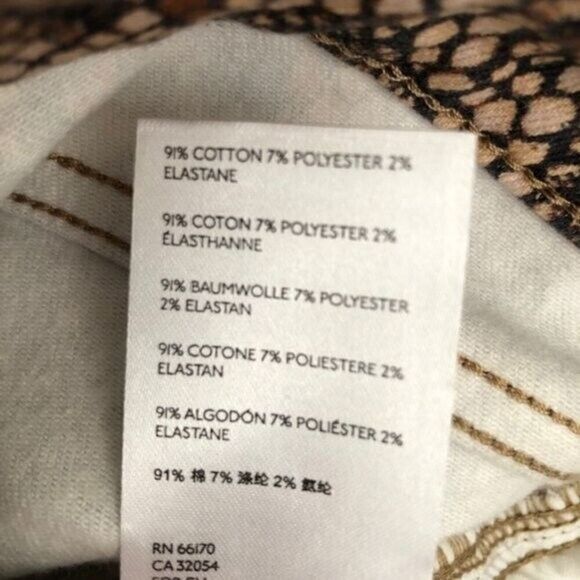 91% COTTON 7% POLYESTER 2%
ELASTANE
91% COTON 7% POLYESTER 2%
ÉLASTHANNE
91% BAUMWOLLE 7% POLYESTER
2% ELASTAN
91% COTONE 7% POLIESTERE 2%
ELASTAN
91% ALGODÓN 7% POLIÉSTER 2%
ELASTANE
91% 棉 7% 涤纶 2% 氨纶
RN 66170
CA 32054